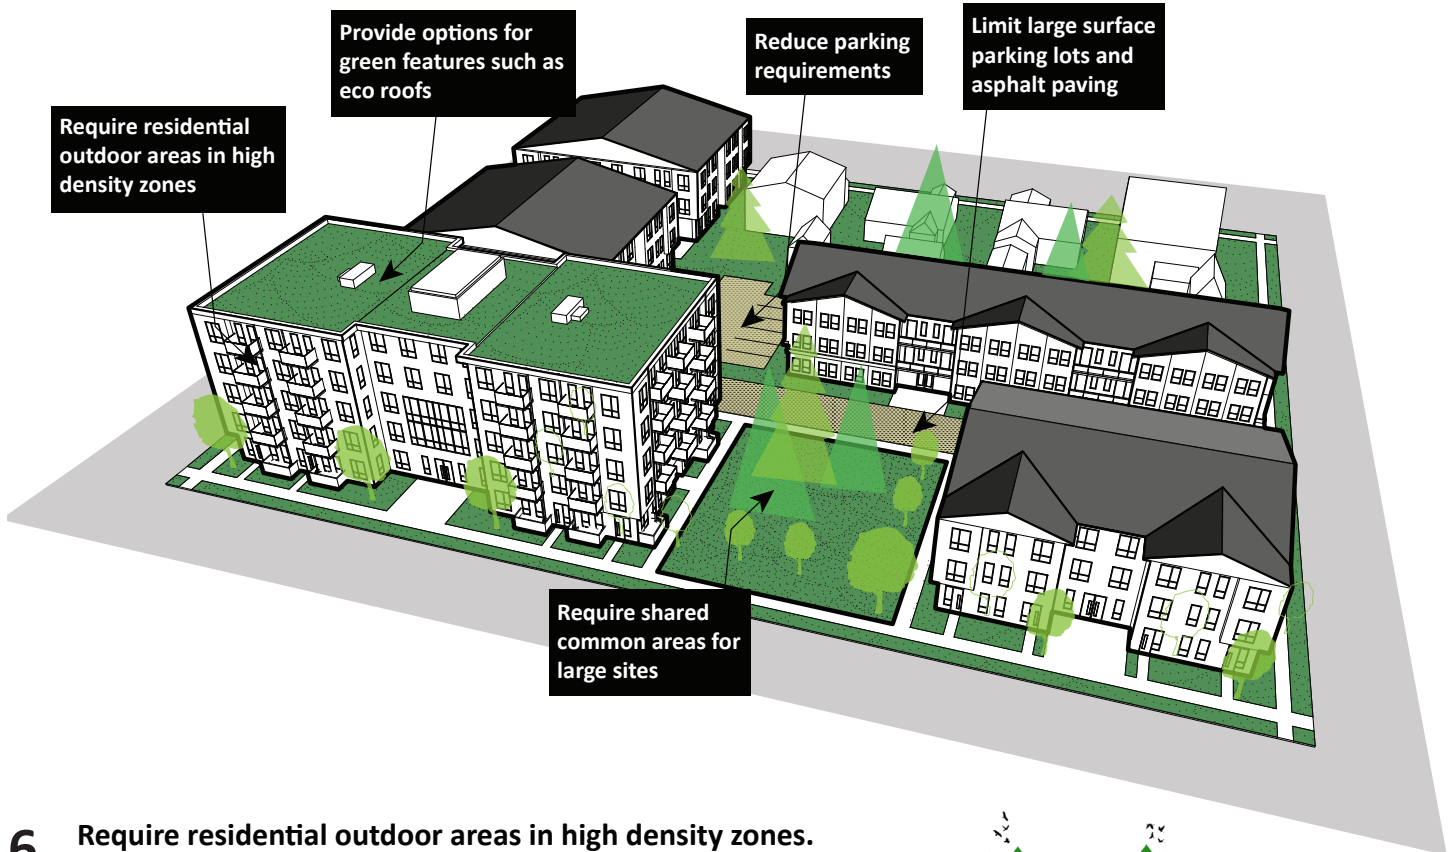 Provide options for
green features such as
eco roofs
Reduce parking
requirements
Limit large surface
parking lots and
asphalt paving
Require residential
outdoor areas in high
density zones
Require shared
common areas for
large sites
6 Require residential outdoor areas in high density zones.